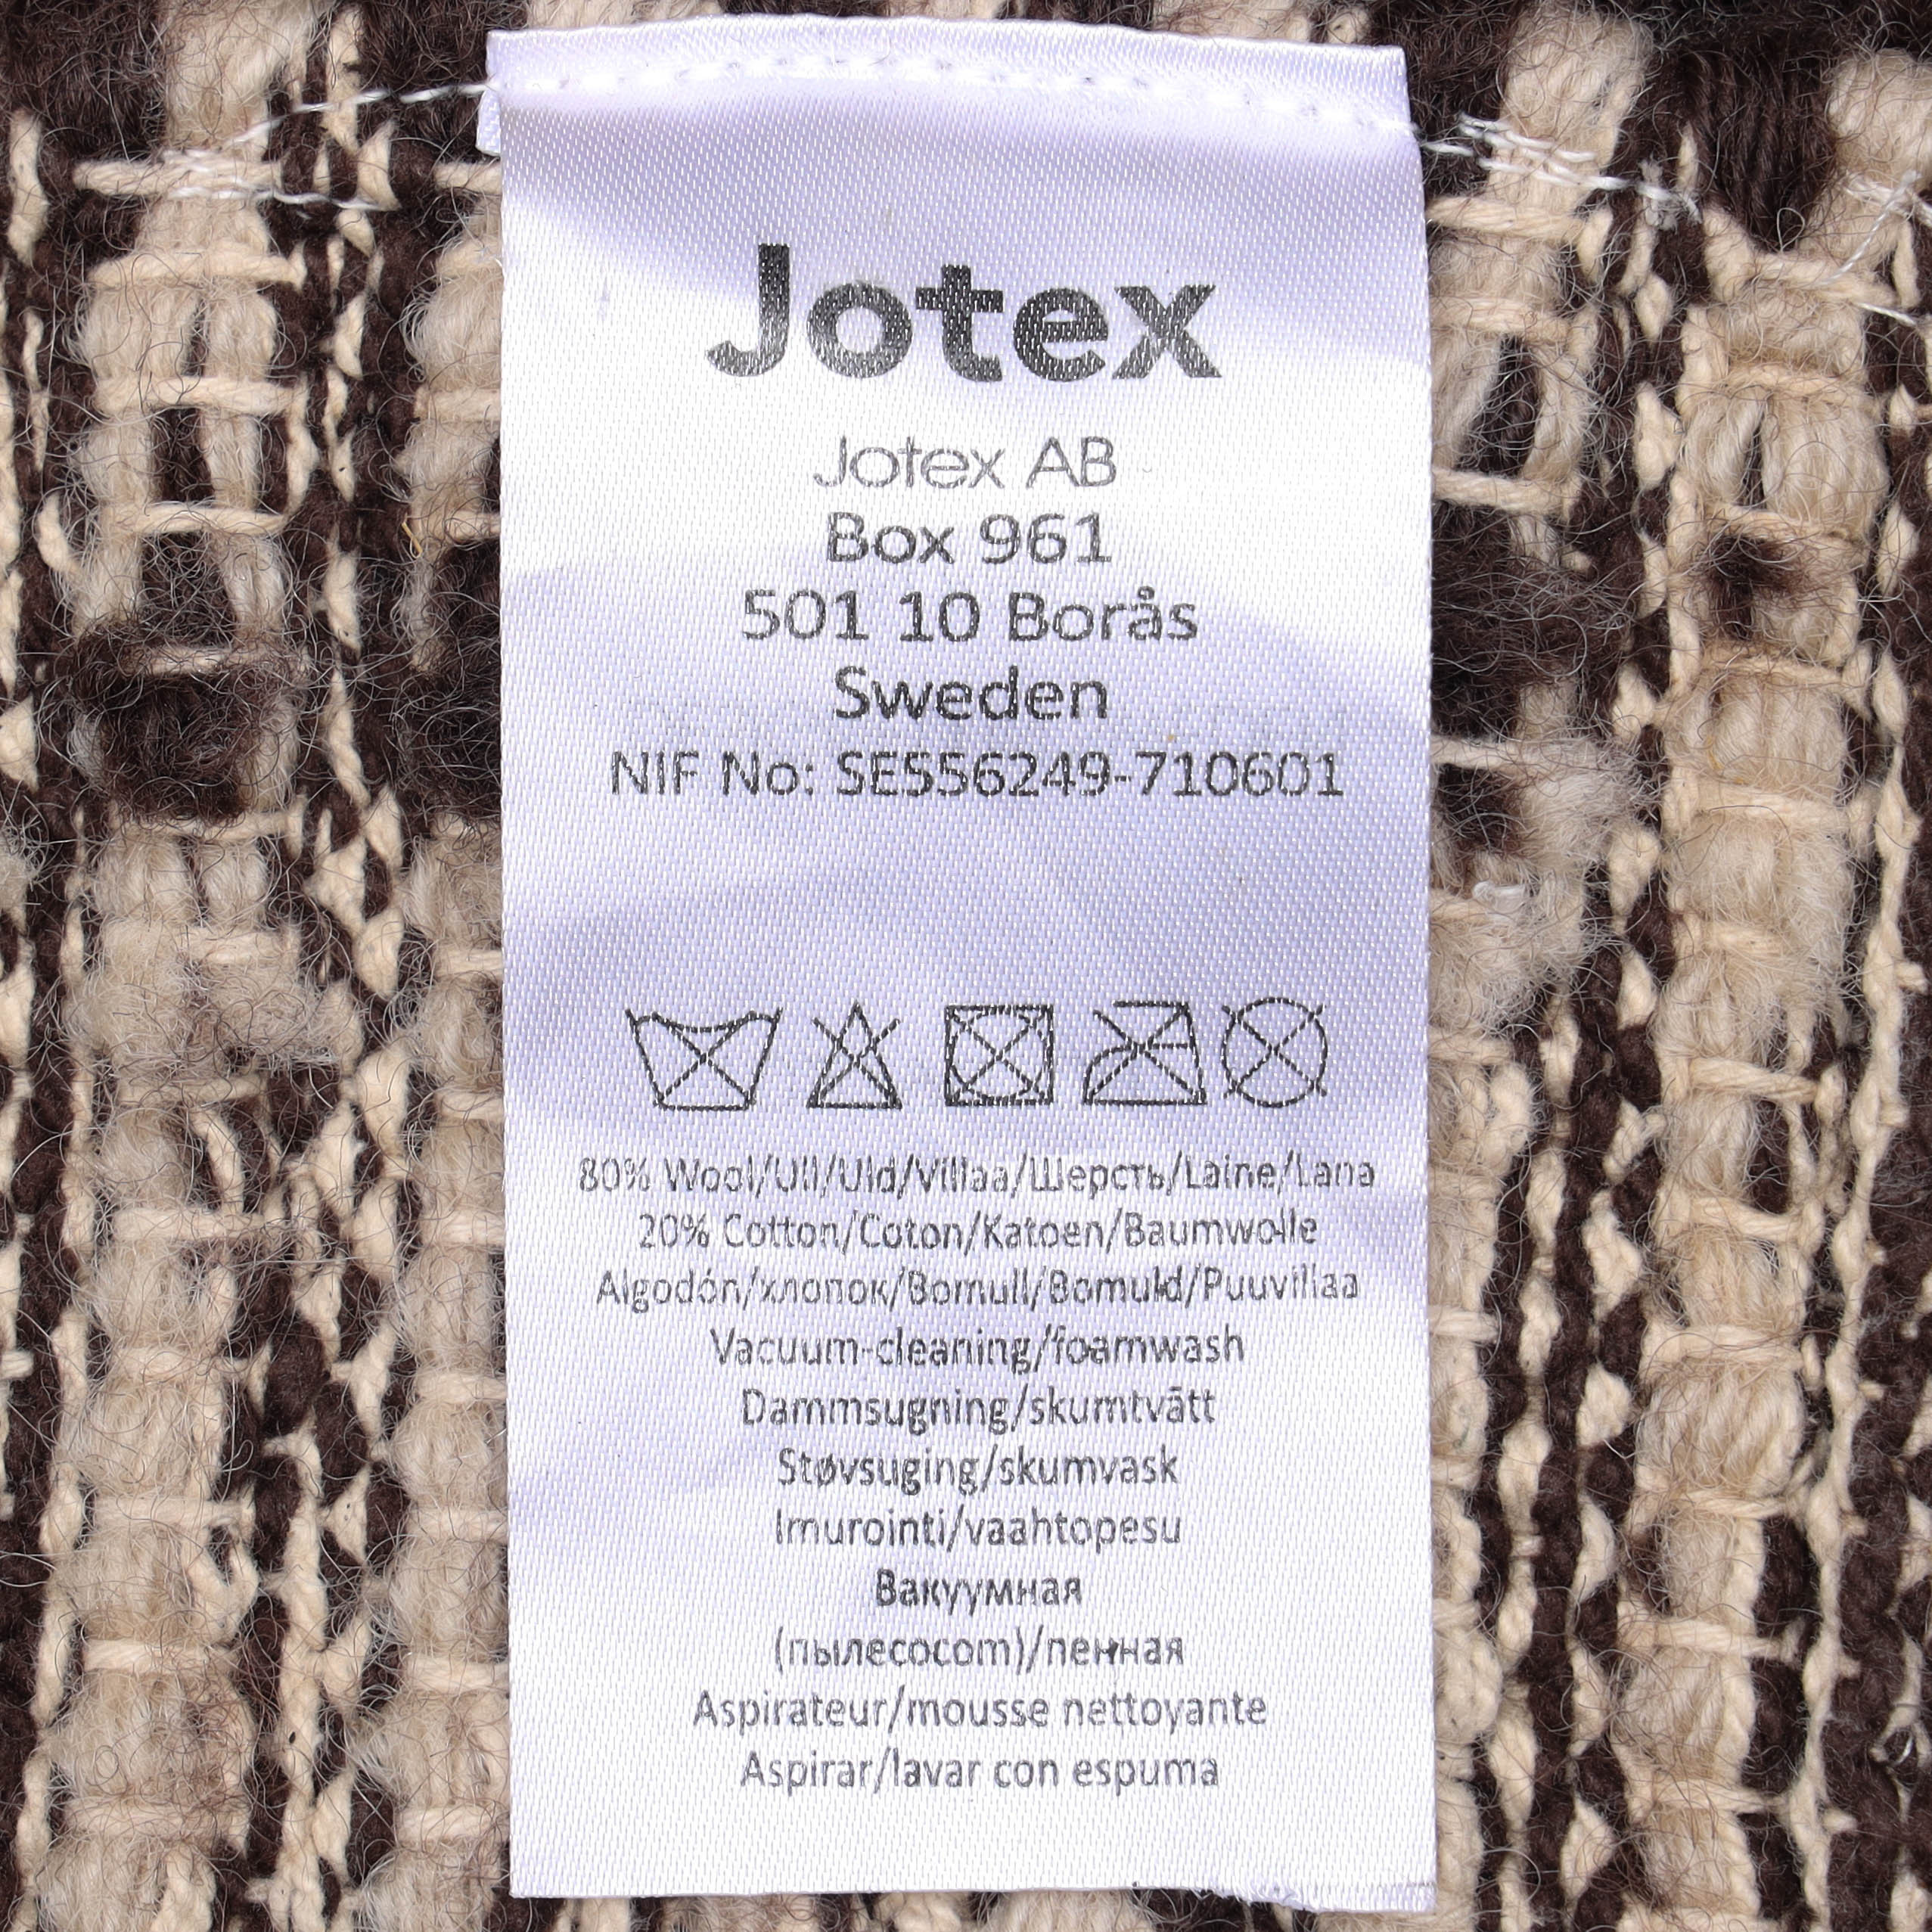 Jotex
Jotex AB
Box 961
501 10 Borås
Sweden
NIF No: SE556249-710601
80% Wool/Ull/Uld/Villaa/Шерсть/Laine/Lana
20% Cotton/Coton/Katoen/Baumwolle
Algodón/хлопок/Bomull/Bomuld/Puuvillaa
Vacuum-cleaning/foamwash
Dammsugning/skumtvätt
Støvsuging/skumvask
Imurointi/vaahtopesu
Вакуумная
(пылесосом)/пенная
Aspirateur/mousse nettoyante
Aspirar/lavar con espuma